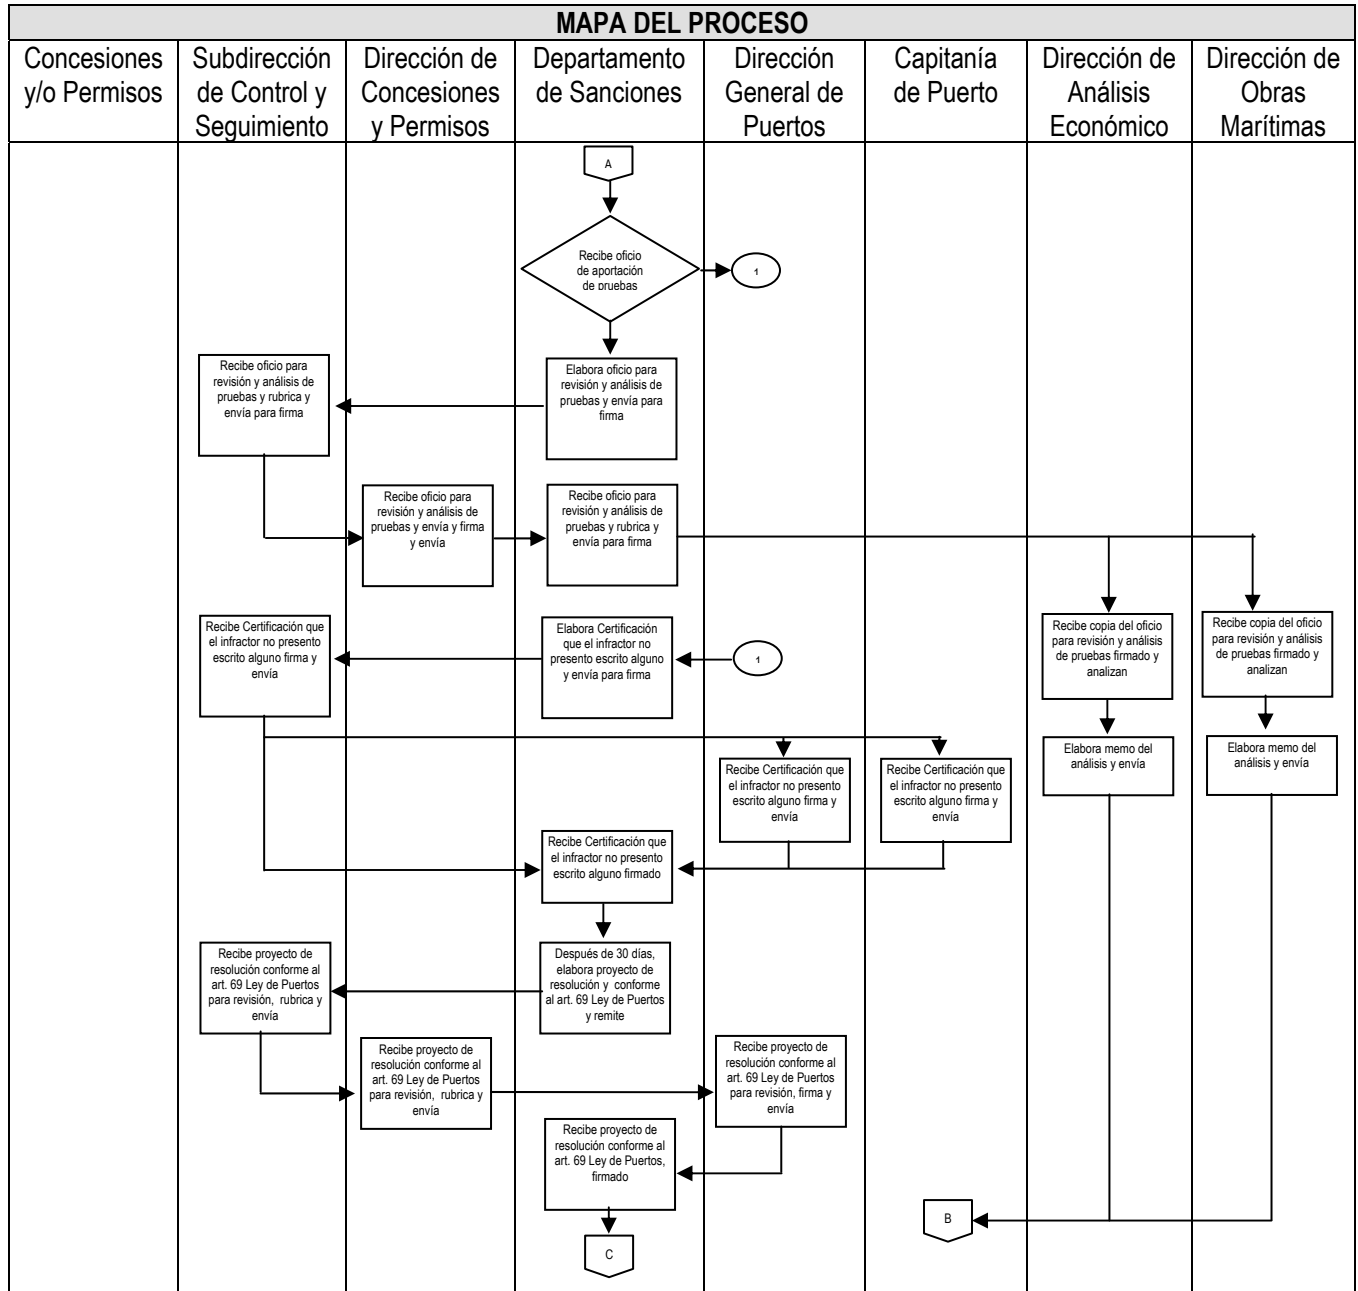 MAPA DEL PROCESO
Concesiones
y/o Permisos
Subdirección
de Control y
Seguimiento
Dirección de
Concesiones
y Permisos
Departamento
de Sanciones
Dirección
General de
Puertos
Capitanía
de Puerto
Dirección de
Análisis
Económico
Dirección de
Obras
Marítimas
A
Recibe oficio
de aportación
de pruebas
1
Recibe oficio para
revisión y análisis de
pruebas y rubrica y
envía para firma
Elabora oficio para
revisión y análisis de
pruebas y envía para
firma
Recibe oficio para
revisión y análisis de
pruebas y envía y firma
y envía
Recibe oficio para
revisión y análisis de
pruebas y rubrica y
envía para firma
Recibe Certificación que
el infractor no presento
escrito alguno firma y
envía
Elabora Certificación
que el infractor no
presento escrito alguno
y envía para firma
1
Recibe copia del oficio
para revisión y análisis
de pruebas firmado y
analizan
Recibe copia del oficio
para revisión y análisis
de pruebas firmado y
analizan
Recibe Certificación que
el infractor no presento
escrito alguno firma y
envía
Recibe Certificación que
el infractor no presento
escrito alguno firma y
envía
Elabora memo del
análisis y envía
Elabora memo del
análisis y envía
Recibe Certificación que
el infractor no presento
escrito alguno firmado
Recibe proyecto de
resolución conforme al
art. 69 Ley de Puertos
para revisión, rubrica y
envía
Después de 30 días,
elabora proyecto de
resolución y conforme
al art. 69 Ley de Puertos
y remite
Recibe proyecto de
resolución conforme al
art. 69 Ley de Puertos
para revisión, rubrica y
envía
Recibe proyecto de
resolución conforme al
art. 69 Ley de Puertos
para revisión, firma y
envía
Recibe proyecto de
resolución conforme al
art. 69 Ley de Puertos,
firmado
B
C